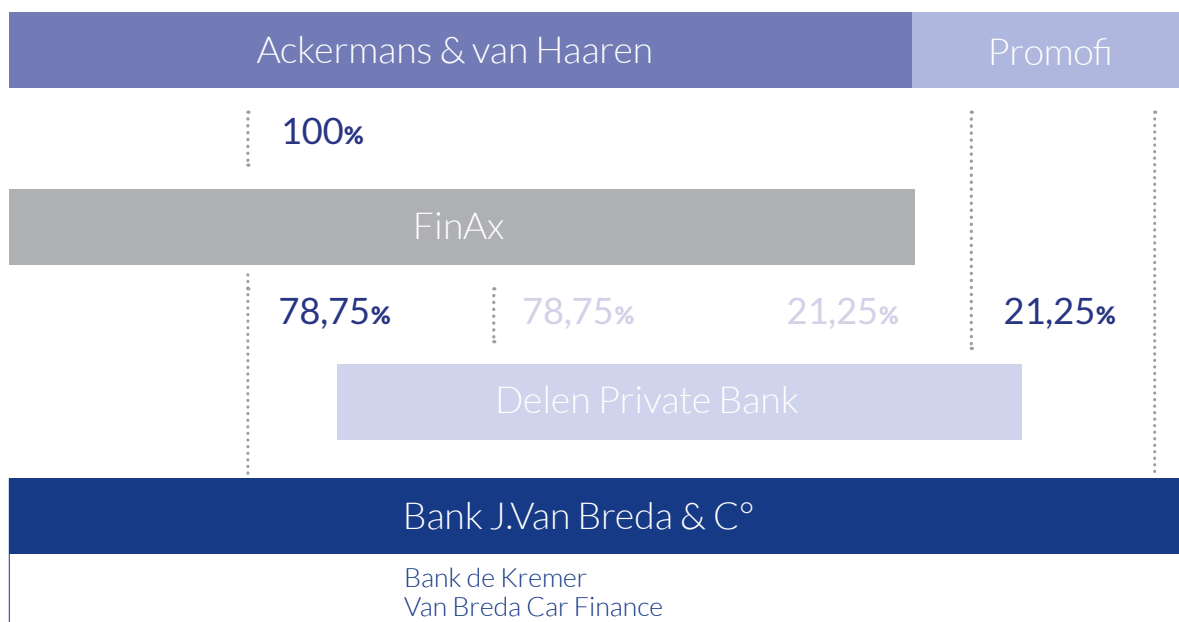 Ackermans & van Haaren
Promofi
100%
FinAx
78,75%
78,75%
21,25%
21,25%
Delen Private Bank
Bank J.Van Breda & C°
Bank de Kremer
Van Breda Car Finance